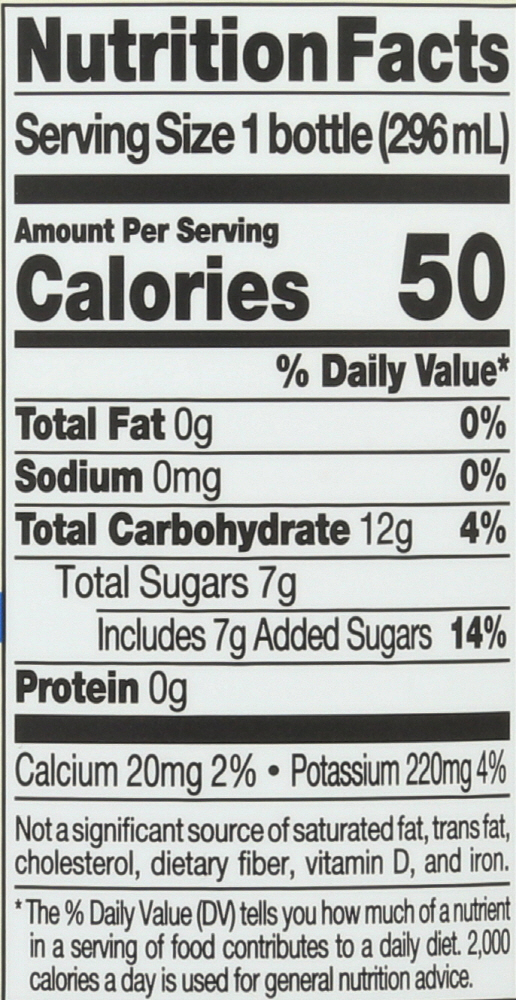 Nutrition Facts
Serving Size 1 bottle (296 mL)
Amount Per Serving
Calories 50
% Daily Value*
Total Fat 0g 0%
Sodium 0mg 0%
Total Carbohydrate 12g 4%
Total Sugars 7g
Includes 7g Added Sugars 14%
Protein 0g
Calcium 20mg 2% • Potassium 220mg 4%
Not a significant source of saturated fat, trans fat,
cholesterol, dietary fiber, vitamin D, and iron.
*The % Daily Value (DV) tells you how much of a nutrient
in a serving of food contributes to a daily diet. 2,000
calories a day is used for general nutrition advice.